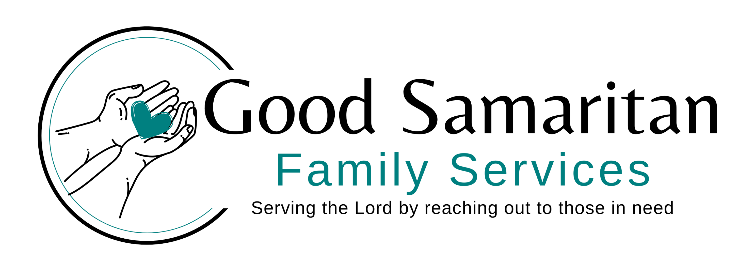 Good Samaritan
Family Services
Serving the Lord by reaching out to those in need